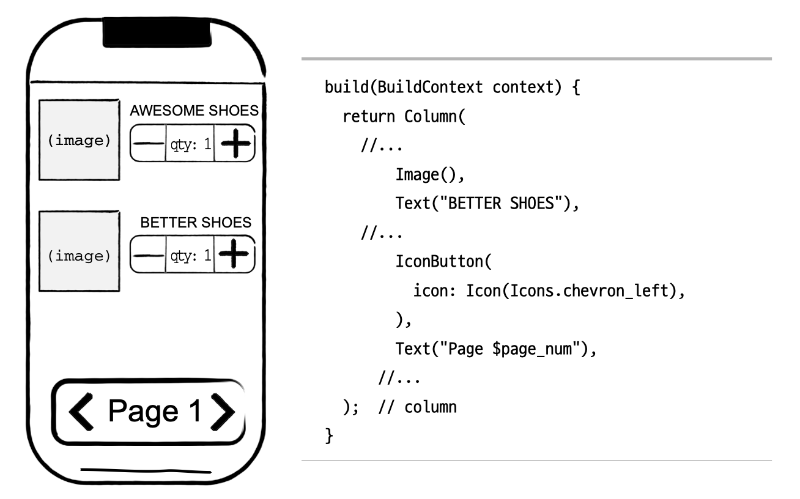 AWESOME SHOES
(image)
qty: 1
BETTER SHOES
(image)
qty: 1
Page 1
build(BuildContext context) {
  return Column(
    //...
        Image(),
        Text("BETTER SHOES"),
    //...
        IconButton(
          icon: Icon(Icons.chevron_left),
        ),
        Text("Page $page_num"),
      //...
  );  // column
}